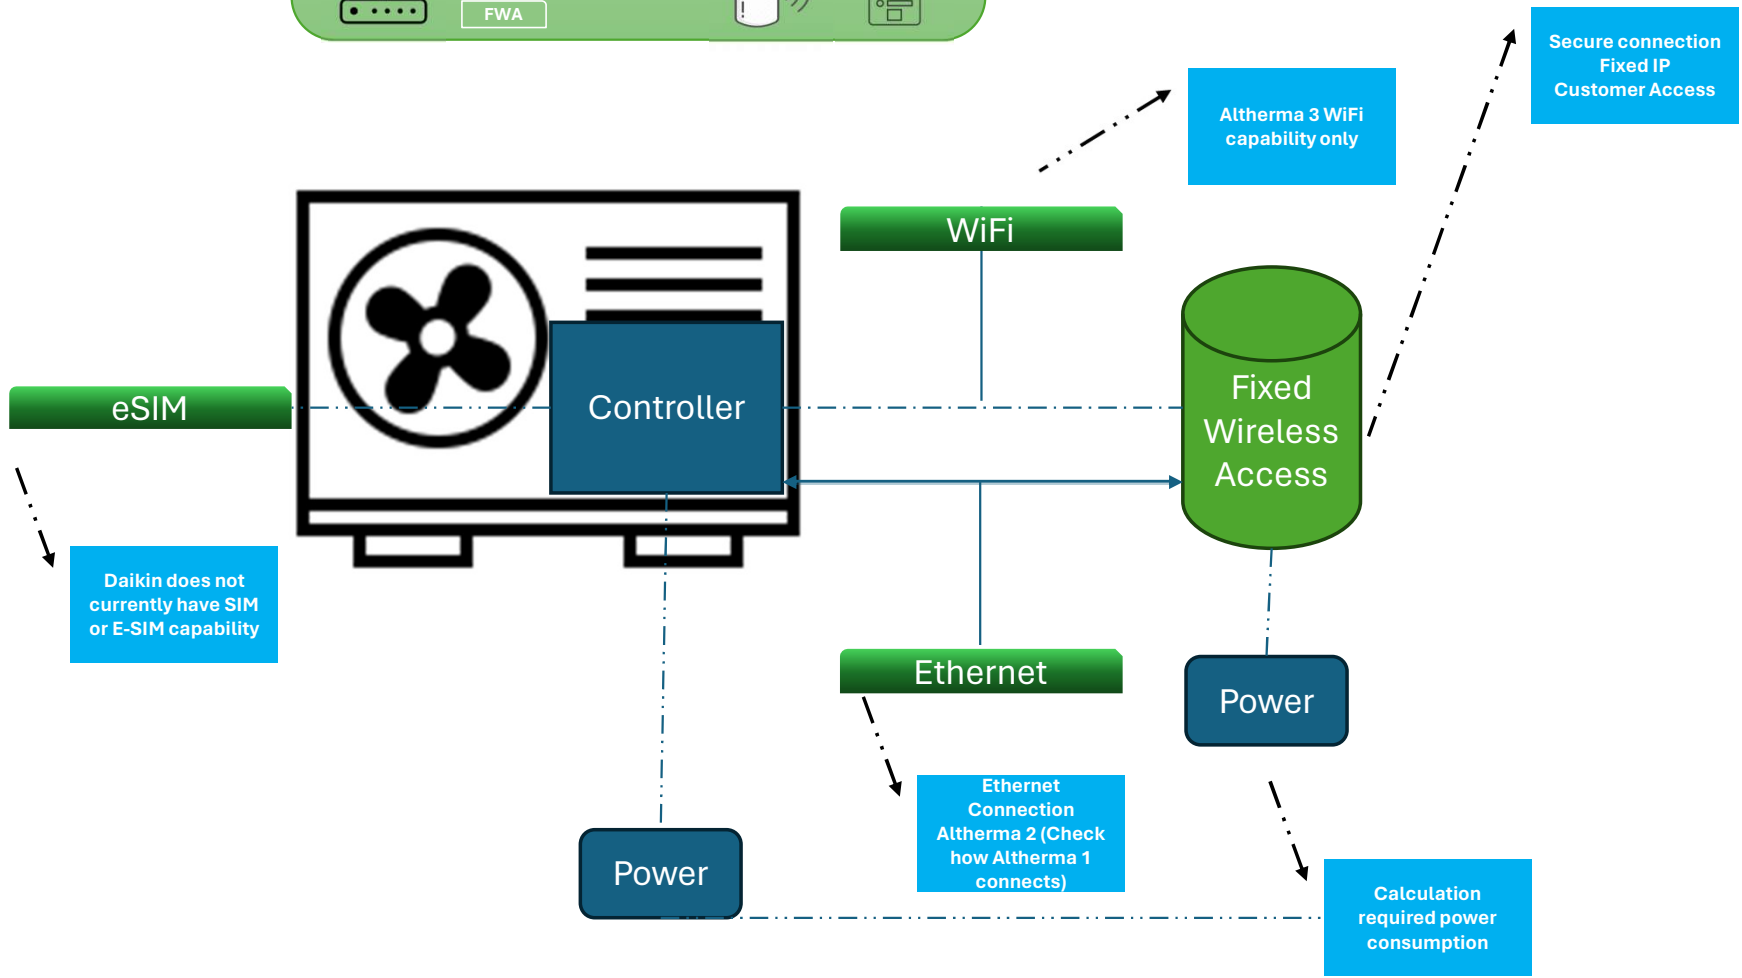 FWA
Secure connection
Fixed IP
Customer Access
Altherma 3 WiFi
capability only
WiFi
eSIM
Controller
Fixed
Wireless
Access
Daikin does not
currently have SIM
or E-SIM capability
Ethernet
Power
Ethernet
Connection
Altherma 2 (Check
how Altherma 1
connects)
Power
Calculation
required power
consumption